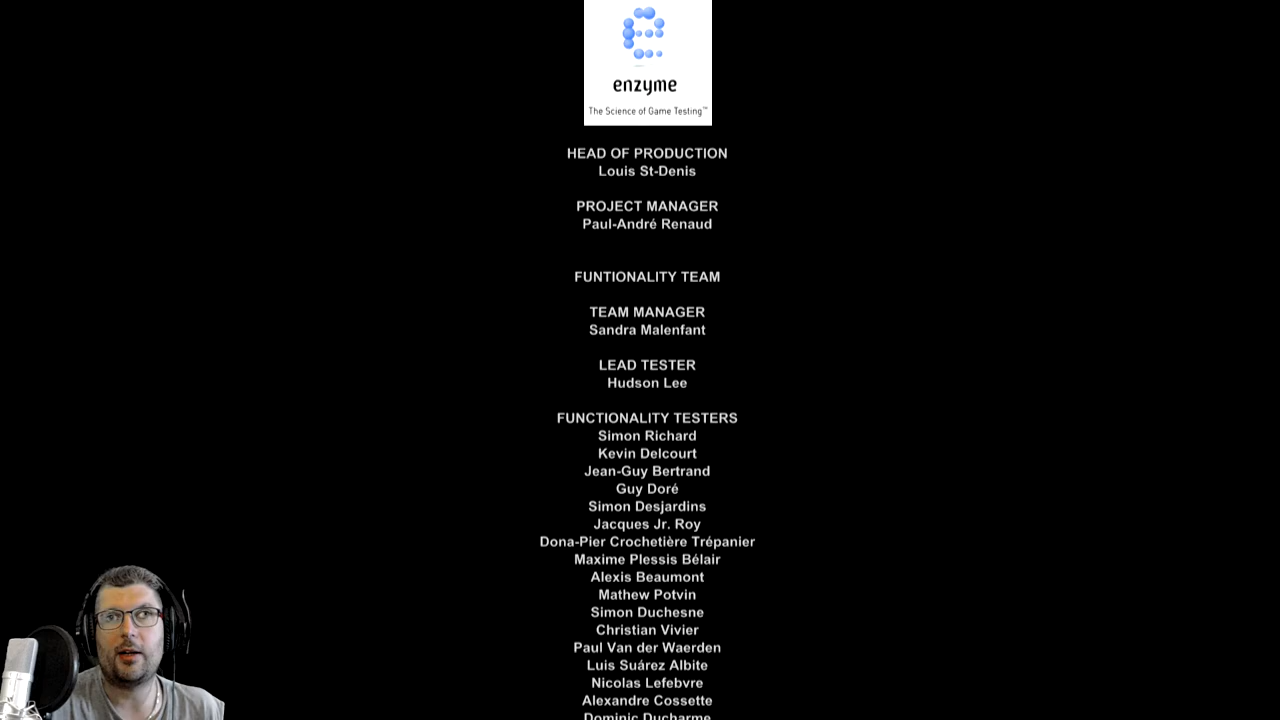 enzyme
The Science of Game Testing™
HEAD OF PRODUCTION
Louis St-Denis
PROJECT MANAGER
Paul-André Renaud
FUNTIONALITY TEAM
TEAM MANAGER
Sandra Malenfant
LEAD TESTER
Hudson Lee
FUNCTIONALITY TESTERS
Simon Richard
Kevin Delcourt
Jean-Guy Bertrand
Guy Doré
Simon Desjardins
Jacques Jr. Roy
Dona-Pier Crochetière Trépanier
Maxime Plessis Bélair
Alexis Beaumont
Mathew Potvin
Simon Duchesne
Christian Vivier
Paul Van der Waerden
Luis Suárez Albite
Nicolas Lefebvre
Alexandre Cossette
Dominic Ducharme